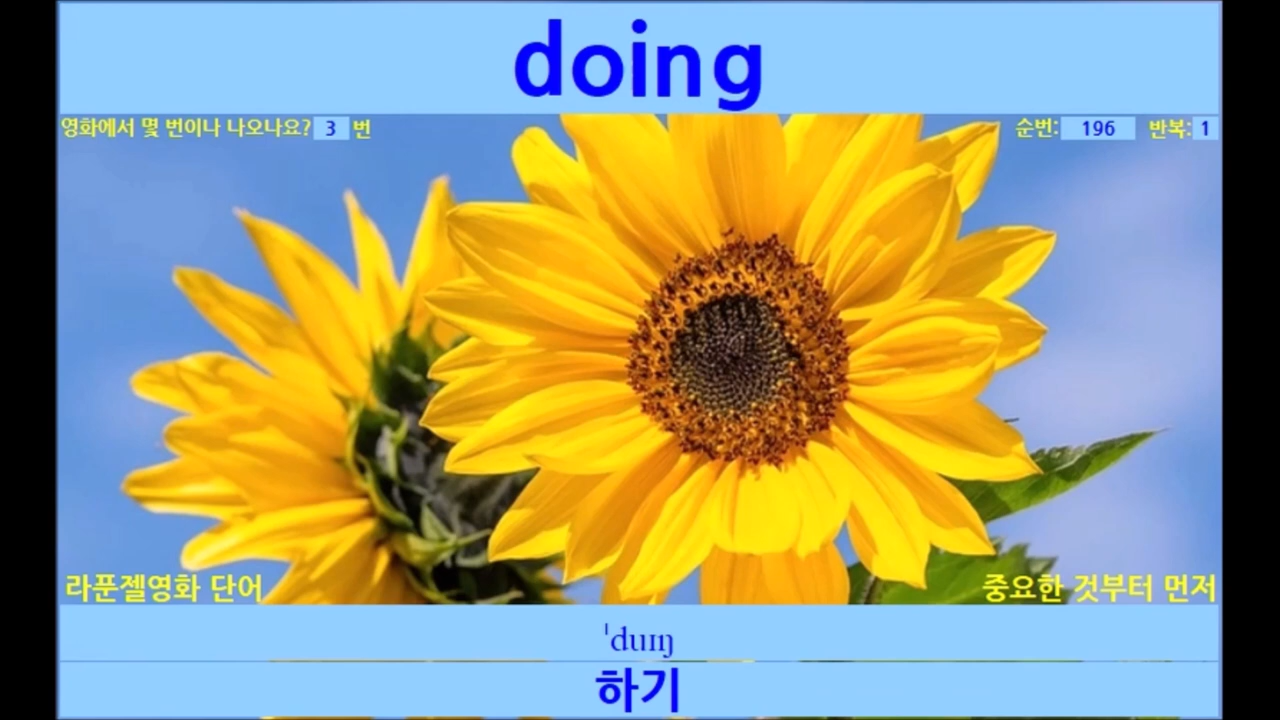 doing
영화에서 몇 번이나 나오나요? 3 번
순번: 196 반복: 1
라푼젤영화 단어
중요한 것부터 먼저
ˈduɪŋ
하기